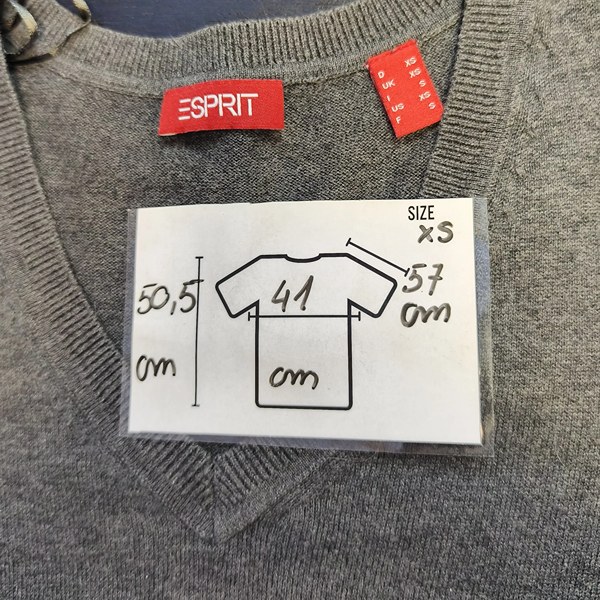 ESPRIT
D XS
UK XS
I S
US XS
F S
SIZE
XS
50,5
cm
41
cm
57
cm